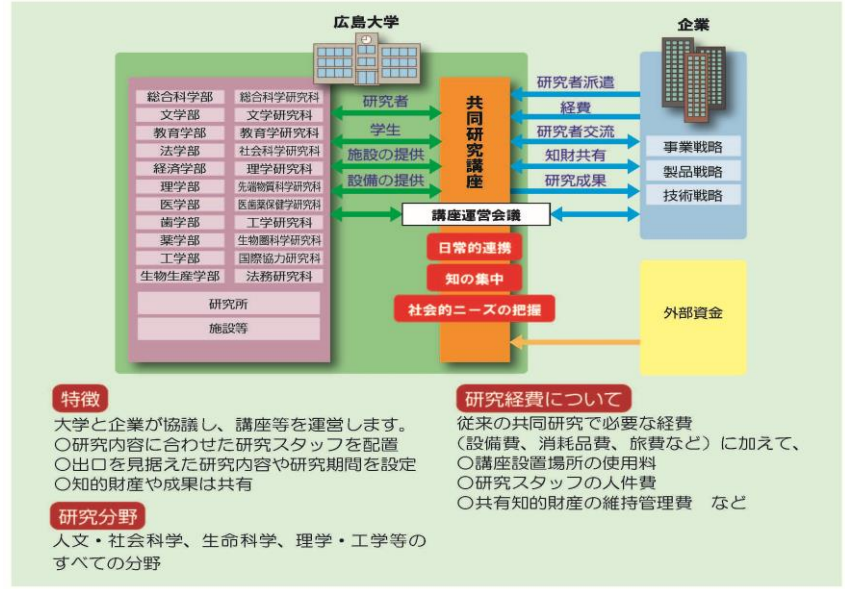 広島大学
企業
総合科学部 総合科学研究科
文学部 文学研究科
教育学部 教育学研究科
法学部 社会科学研究科
経済学部 理学研究科
理学部 先端物質科学研究科
医学部 医歯薬保健学研究科
歯学部 工学研究科
薬学部 生物圏科学研究科
工学部 国際協力研究科
生物生産学部 法務研究科
研究所
施設等
研究者
学生
施設の提供
設備の提供
共同研究講座
講座運営会議
日常的連携
知の集中
社会的ニーズの把握
研究者派遣
経費
研究者交流
知財共有
研究成果
事業戦略
製品戦略
技術戦略
外部資金
特徴
大学と企業が協議し、講座等を運営します。
○研究内容に合わせた研究スタッフを配置
○出口を見据えた研究内容や研究期間を設定
○知的財産や成果は共有
研究分野
人文・社会科学、生命科学、理学・工学等の
すべての分野
研究経費について
従来の共同研究で必要な経費
（設備費、消耗品費、旅費など）に加えて、
○講座設置場所の使用料
○研究スタッフの人件費
○共有知的財産の維持管理費　など